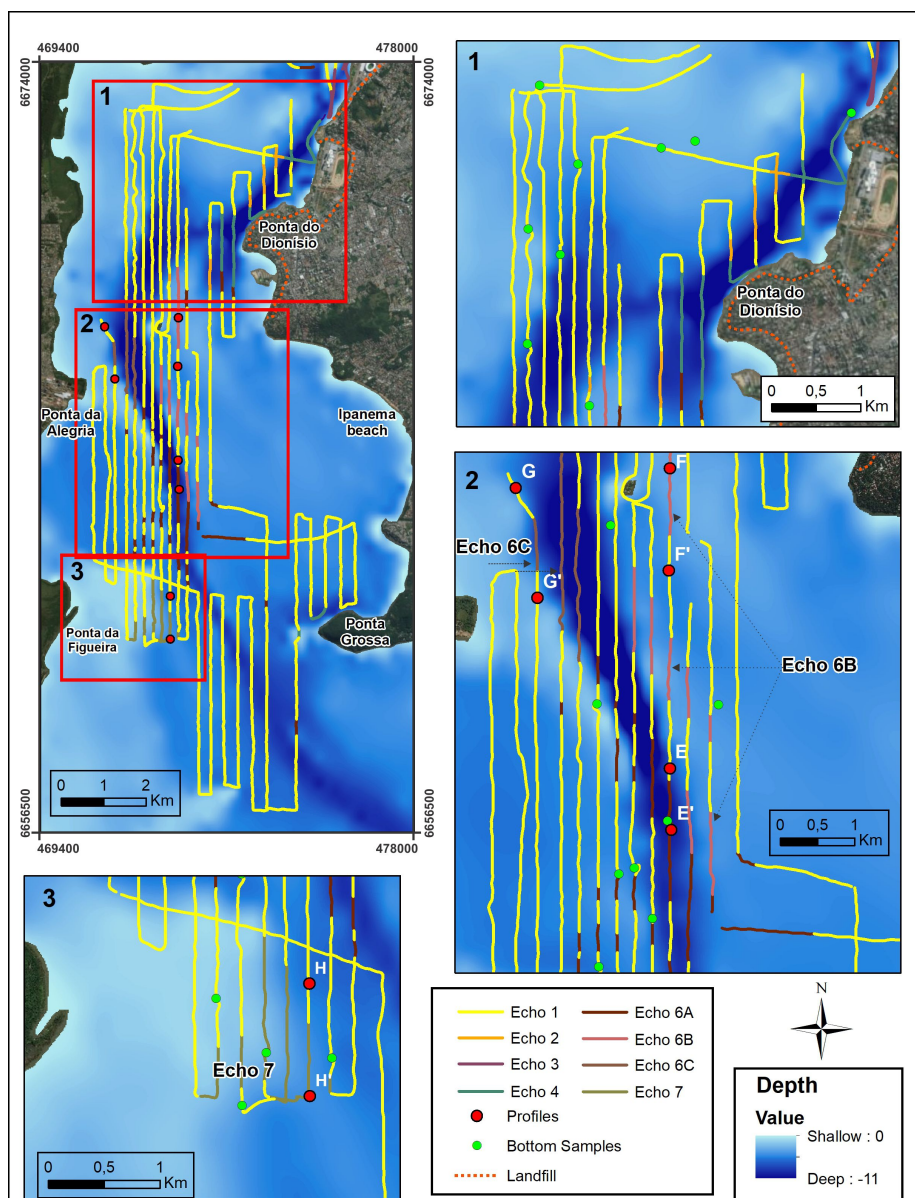 469400
478000
6674000
6674000
1
Ponta do
Dionísio
2
Ponta da
Alegria
Ipanema
beach
3
Ponta da
Figueira
Ponta
Grossa
0 1 2
Km
6656500
6656500
469400
478000
1
Ponta do
Dionísio
0 0,5 1
Km
2
G
F
Echo 6C
F'
G'
Echo 6B
E
E'
0 0,5 1
Km
3
H
Echo 7
H'
0 0,5 1
Km
Echo 1 Echo 6A
Echo 2 Echo 6B
Echo 3 Echo 6C
Echo 4 Echo 7
Profiles
Bottom Samples
Landfill
N
Depth
Value
Shallow : 0
Deep : -11